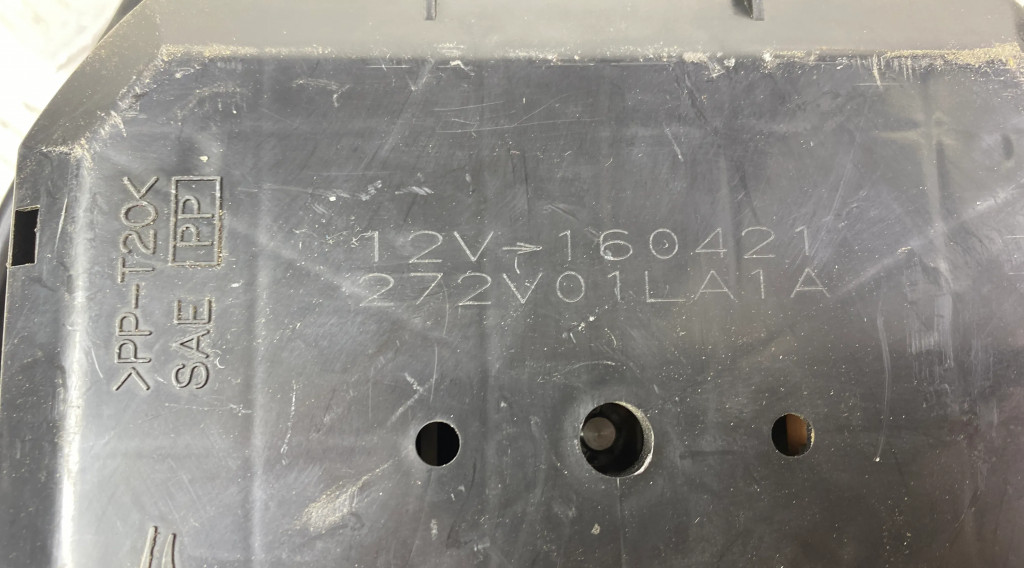 >PP-T20<
SAE PP
12V-160421
272V01LA1A